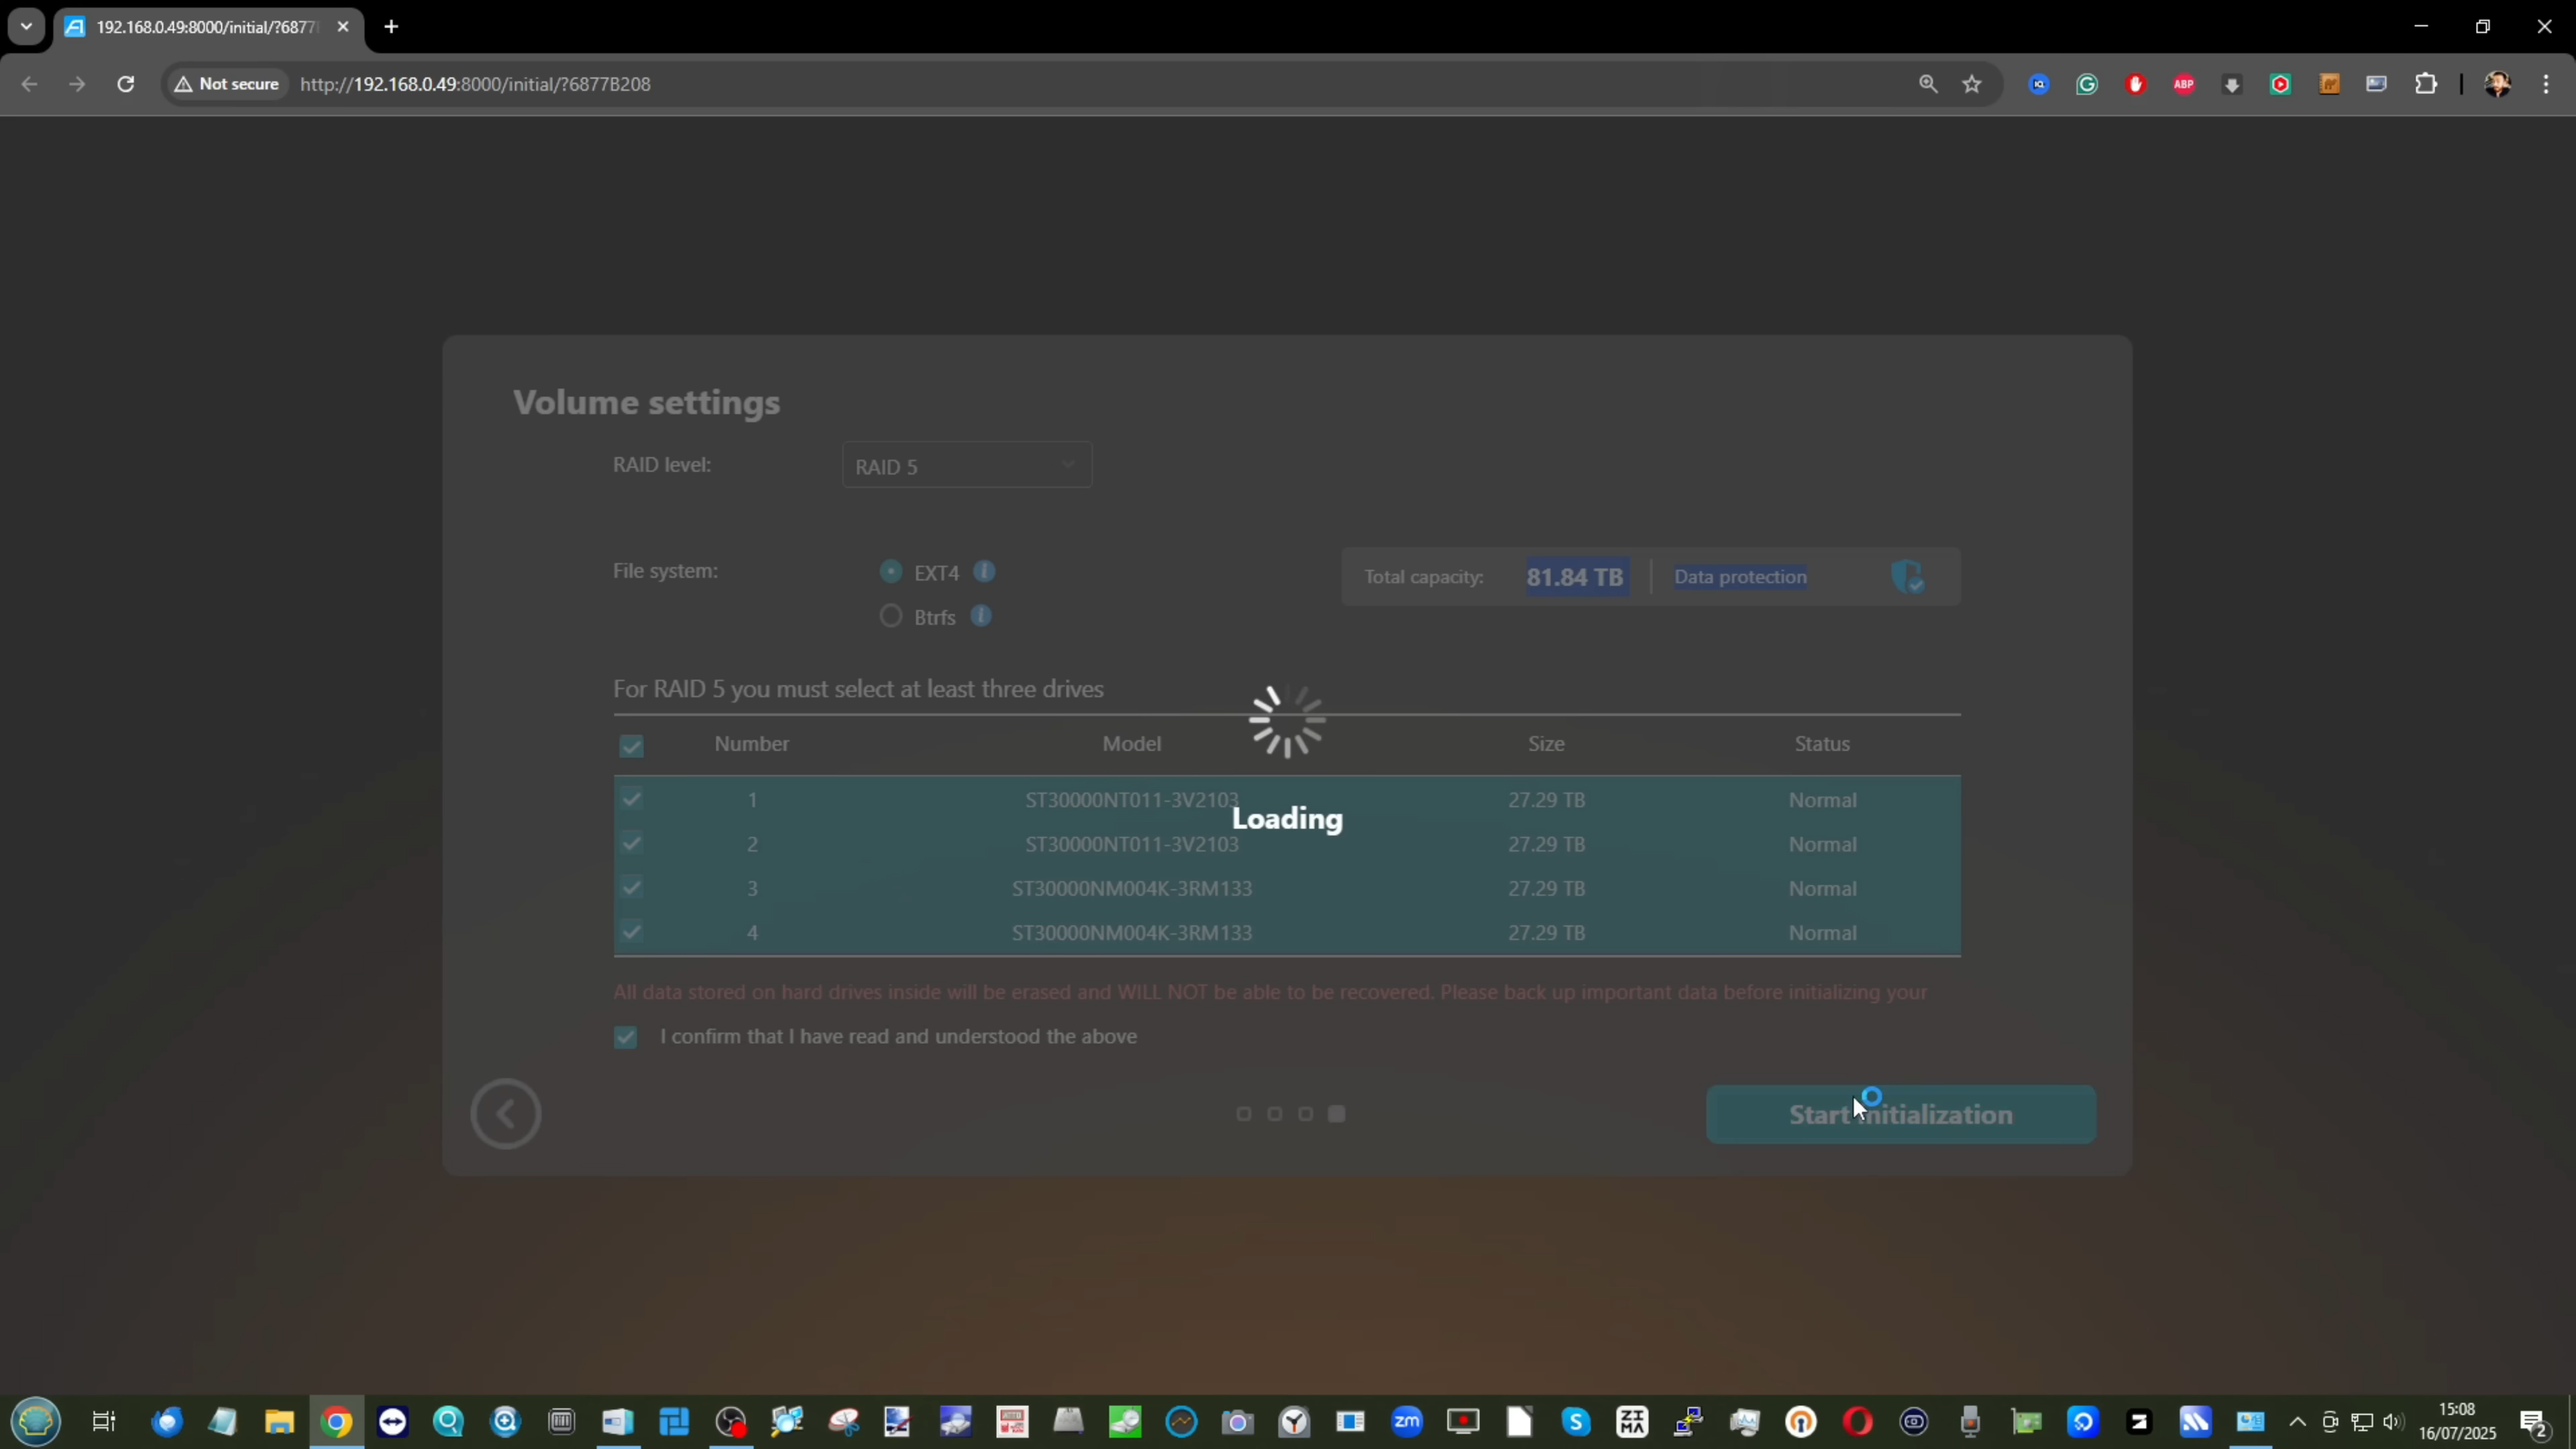 192.168.0.49:8000/initial/?6877
Not secure
http://192.168.0.49:8000/initial/?6877B208
ABP
Volume settings
RAID level:
RAID 5
File system:
EXT4
Btrfs
Total capacity:
81.84 TB
Data protection
For RAID 5 you must select at least three drives
Number Model Size Status
1 ST30000NT011-3V2103 27.29 TB Normal
2 ST30000NT011-3V2103 27.29 TB Normal
3 ST30000NM004K-3RM133 27.29 TB Normal
4 ST30000NM004K-3RM133 27.29 TB Normal
Loading
All data stored on hard drives inside will be erased and WILL NOT be able to be recovered. Please back up important data before initializing your
I confirm that I have read and understood the above
Start Initialization
zm
S
ZI
MA
15:08
16/07/2025
2